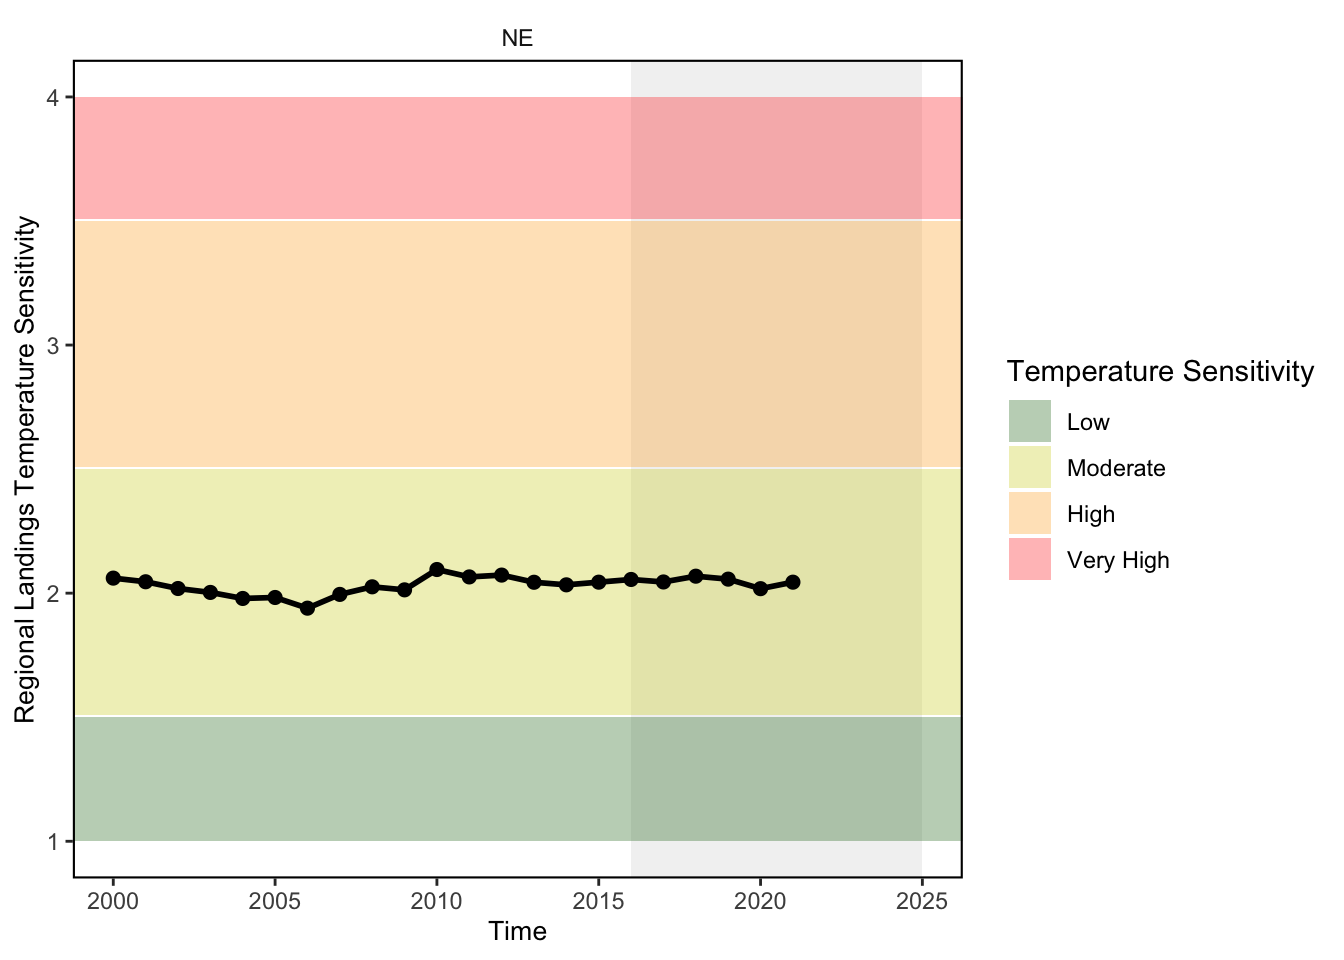 NE
Regional Landings Temperature Sensitivity
4
3
2
1
2000 2005 2010 2015 2020 2025
Time
Temperature Sensitivity
Low
Moderate
High
Very High